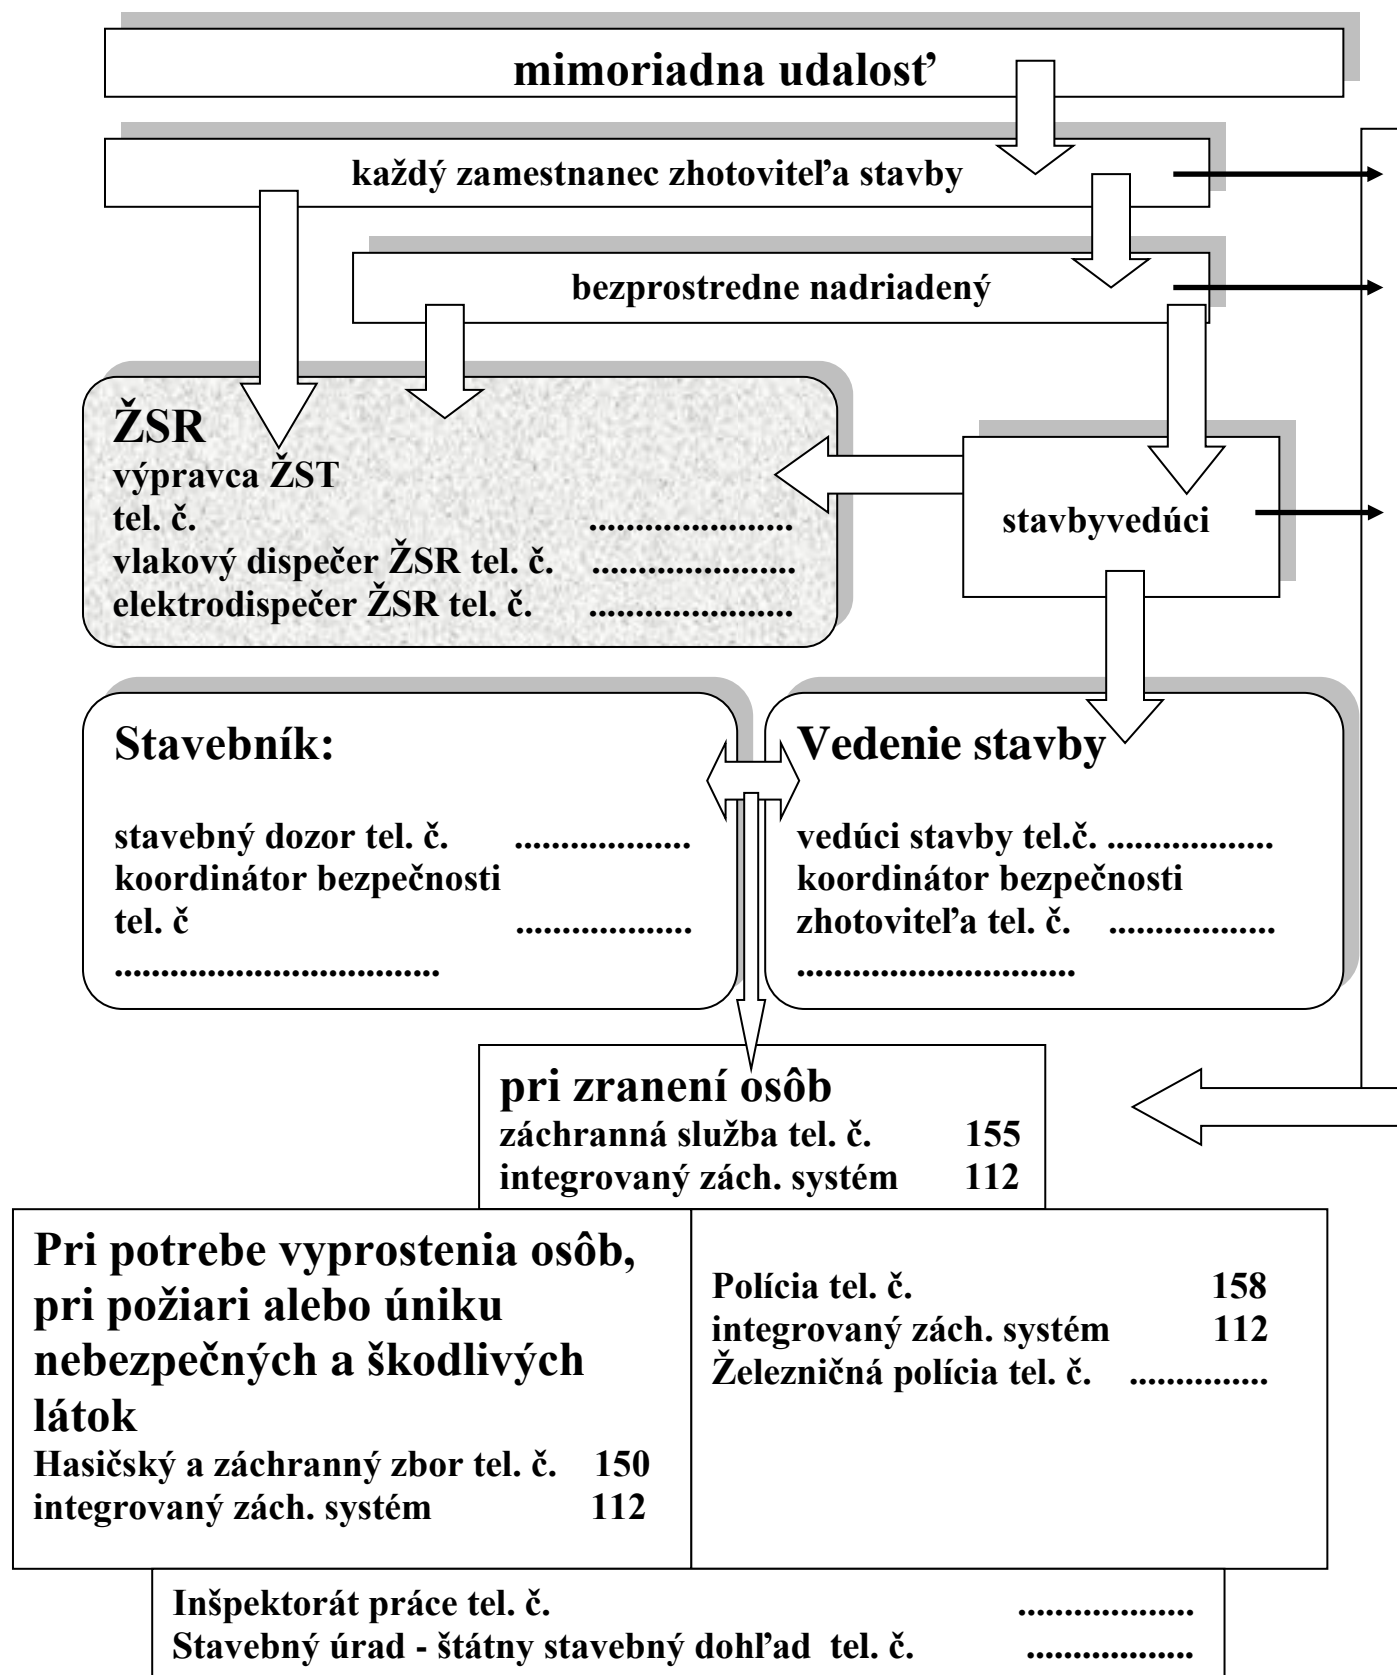 mimoriadna udalosť
každý zamestnanec zhotoviteľa stavby
bezprostredne nadriadený
ŽSR
výpravca ŽST
tel. č. ......................
vlakový dispečer ŽSR tel. č. ......................
elektrodispečer ŽSR tel. č. ......................
stavbyvedúci
Stavebník:
stavebný dozor tel. č. ...................
koordinátor bezpečnosti
tel. č ...................
...................................
Vedenie stavby
vedúci stavby tel.č. ..................
koordinátor bezpečnosti
zhotoviteľa tel. č. ..................
..............................
pri zranení osôb
záchranná služba tel. č. 155
integrovaný zách. systém 112
Pri potrebe vyprostenia osôb,
pri požiari alebo úniku
nebezpečných a škodlivých
látok
Hasičský a záchranný zbor tel. č. 150
integrovaný zách. systém 112
Polícia tel. č. 158
integrovaný zách. systém 112
Železničná polícia tel. č. ...............
Inšpektorát práce tel. č. ...................
Stavebný úrad - štátny stavebný dohľad tel. č. ..................